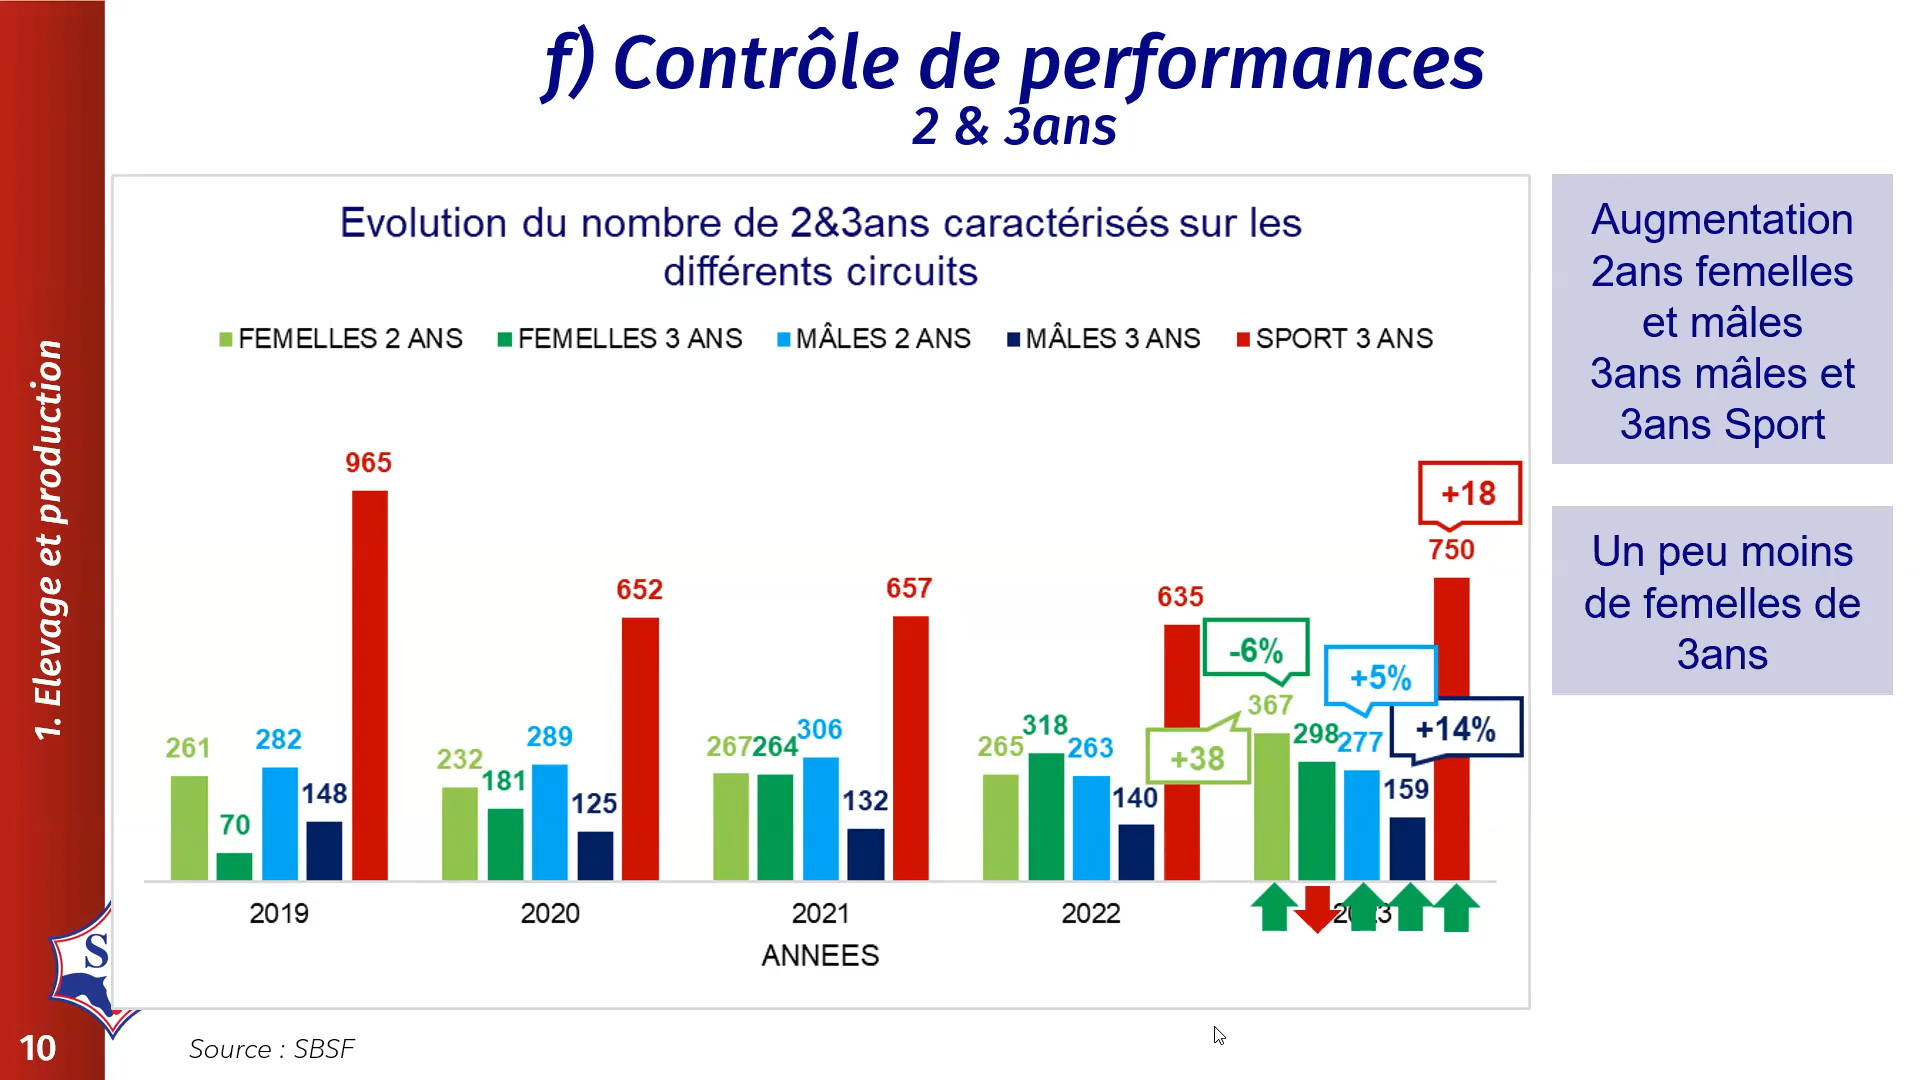 f) Contrôle de performances
2 & 3ans
1. Elevage et production
Evolution du nombre de 2&3ans caractérisés sur les
différents circuits
FEMELLES 2 ANS FEMELLES 3 ANS MÂLES 2 ANS MÂLES 3 ANS SPORT 3 ANS
261 70 282 148 965
232 181 289 125 652
267 264 306 132 657
265 318 263 140 635
367 298 277 159 750
+38 -6% +5% +14% +18
2019 2020 2021 2022
ANNEES
Augmentation
2ans femelles
et mâles
3ans mâles et
3ans Sport
Un peu moins
de femelles de
3ans
S
10
Source : SBSF